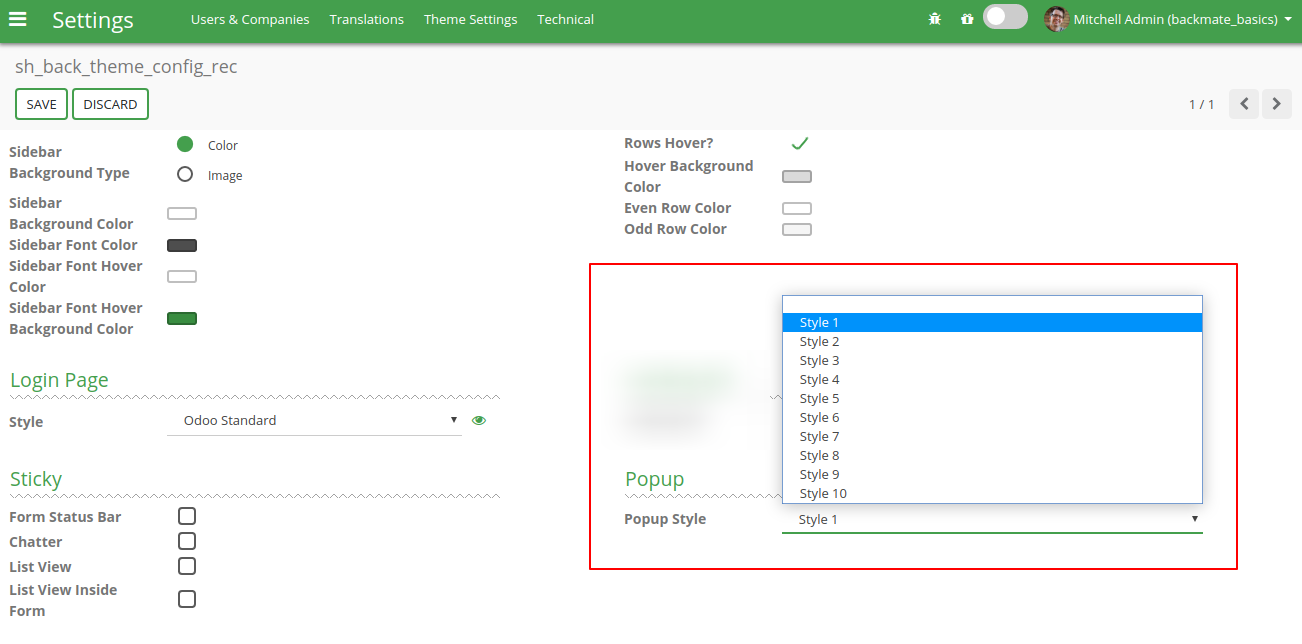 Settings
Users & Companies
Translations
Theme Settings
Technical
Mitchell Admin (backmate_basics)
sh_back_theme_config_rec
SAVE
DISCARD
1 / 1
Sidebar
Background Type
Color
Image
Sidebar
Background Color
Sidebar Font Color
Sidebar Font Hover
Color
Sidebar Font Hover
Background Color
Login Page
Style
Odoo Standard
Sticky
Form Status Bar
Chatter
List View
List View Inside
Form
Rows Hover?
Hover Background
Color
Even Row Color
Odd Row Color
Style 1
Style 2
Style 3
Style 4
Style 5
Style 6
Style 7
Style 8
Style 9
Style 10
Popup
Popup Style
Style 1